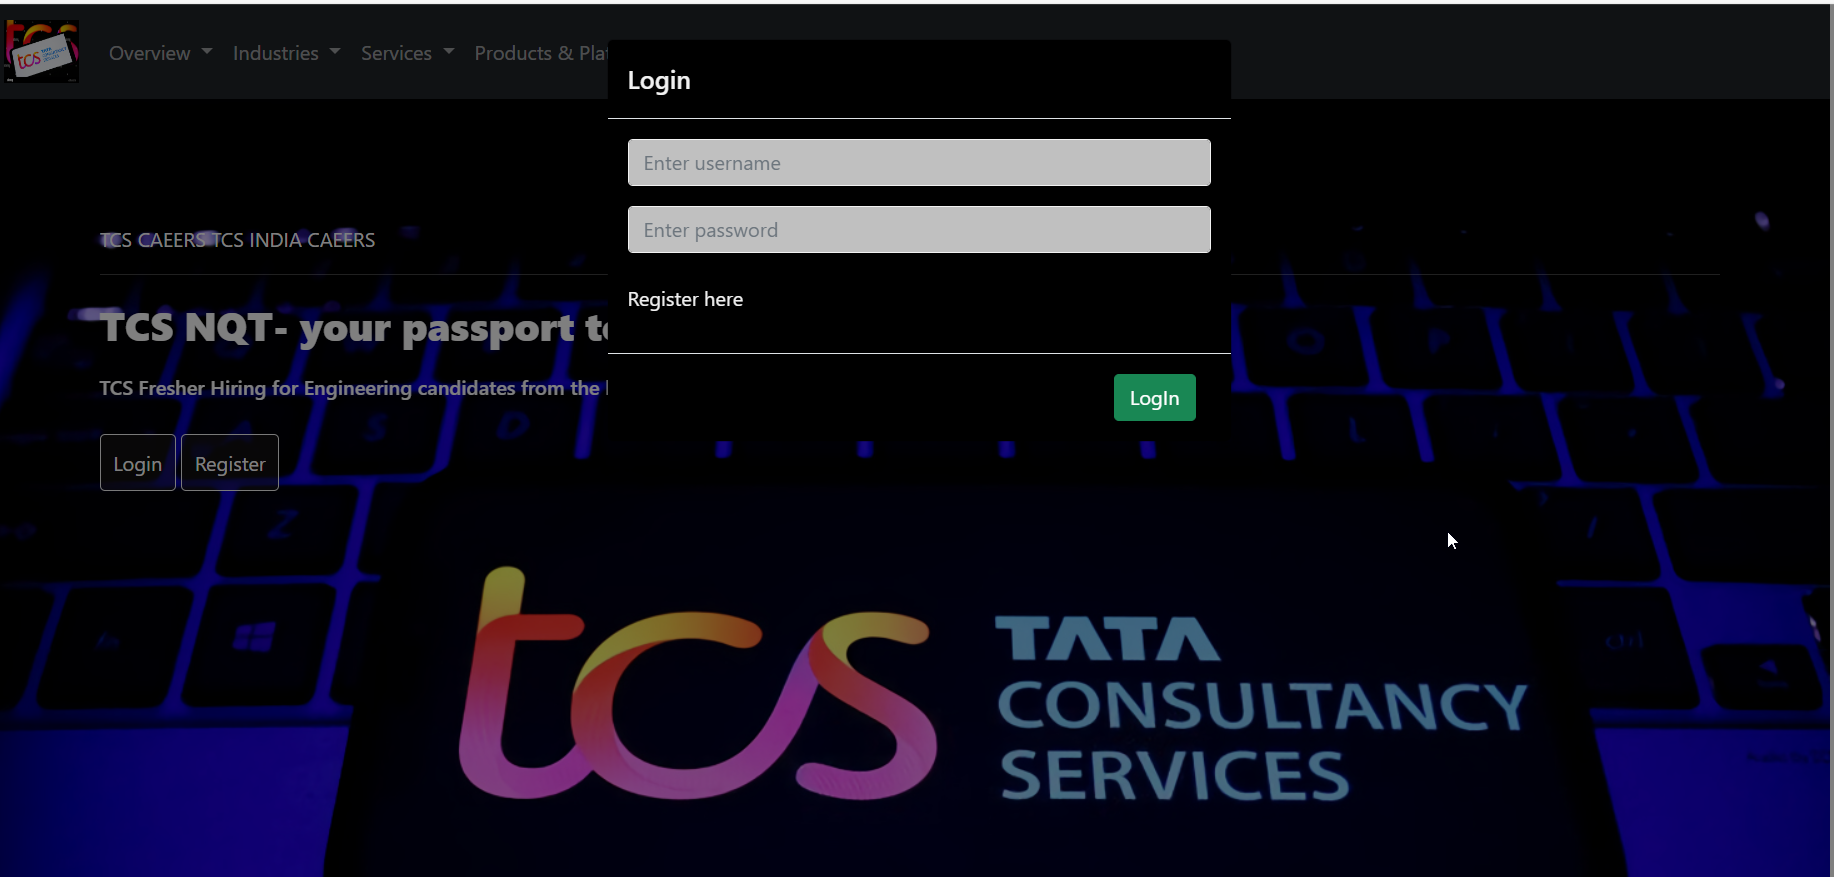 tcs
Overview Industries Services Products & Plat
Login
Enter username
Enter password
Register here
LogIn
TCS CAEERS TCS INDIA CAEERS
TCS NQT- your passport to
TCS Fresher Hiring for Engineering candidates from the
Login Register
O P
A S D L
Z
tcs
TATA
CONSULTANCY
SERVICES